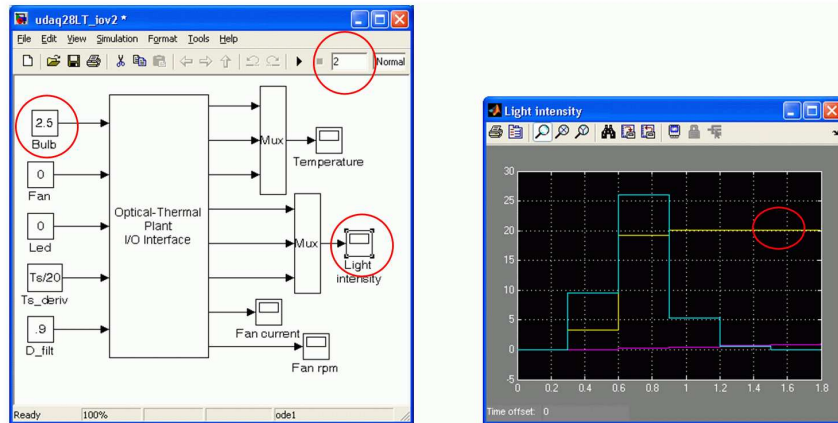 udaq28LT_iov2 *
File Edit View Simulation Format Tools Help
2 Normal
2.5
Bulb
0
Fan
0
Led
Ts/20
Ts_deriv
.9
D_filt
Optical-Thermal
Plant
I/O Interface
Mux
Temperature
Mux
Light
intensity
Fan current
Fan rpm
Ready 100% ode1
Light intensity
30
25
20
15
10
5
0
-5
0 0.2 0.4 0.6 0.8 1 1.2 1.4 1.6 1.8
Time offset: 0